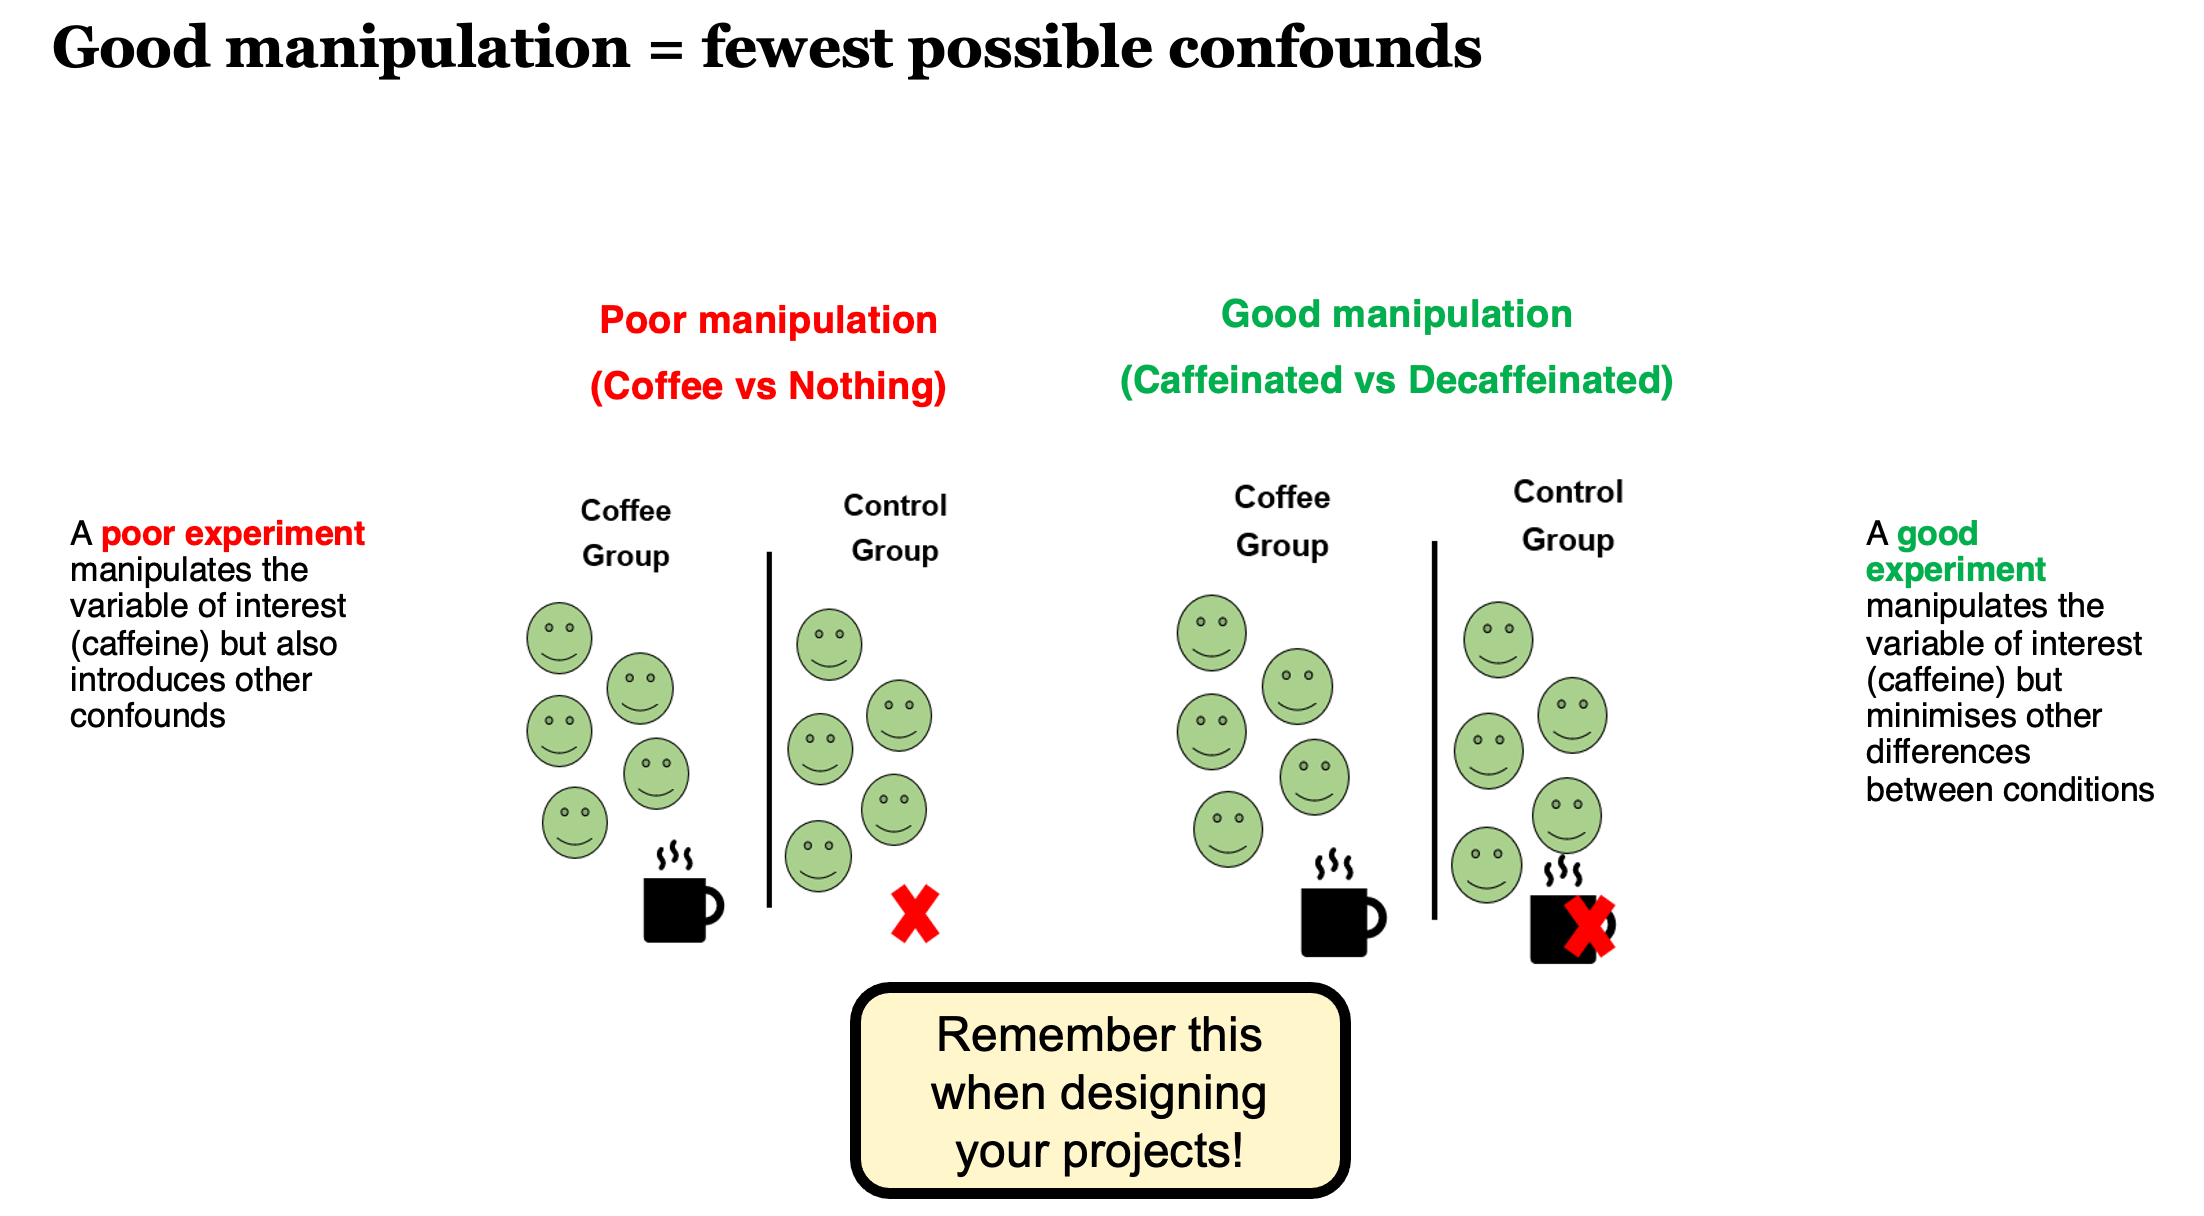 Good manipulation = fewest possible confounds
Poor manipulation
(Coffee vs Nothing)
Good manipulation
(Caffeinated vs Decaffeinated)
A poor experiment
manipulates the
variable of interest
(caffeine) but also
introduces other
confounds
Coffee
Group
Control
Group
Coffee
Group
Control
Group
A good
experiment
manipulates the
variable of interest
(caffeine) but
minimises other
differences
between conditions
Remember this
when designing
your projects!